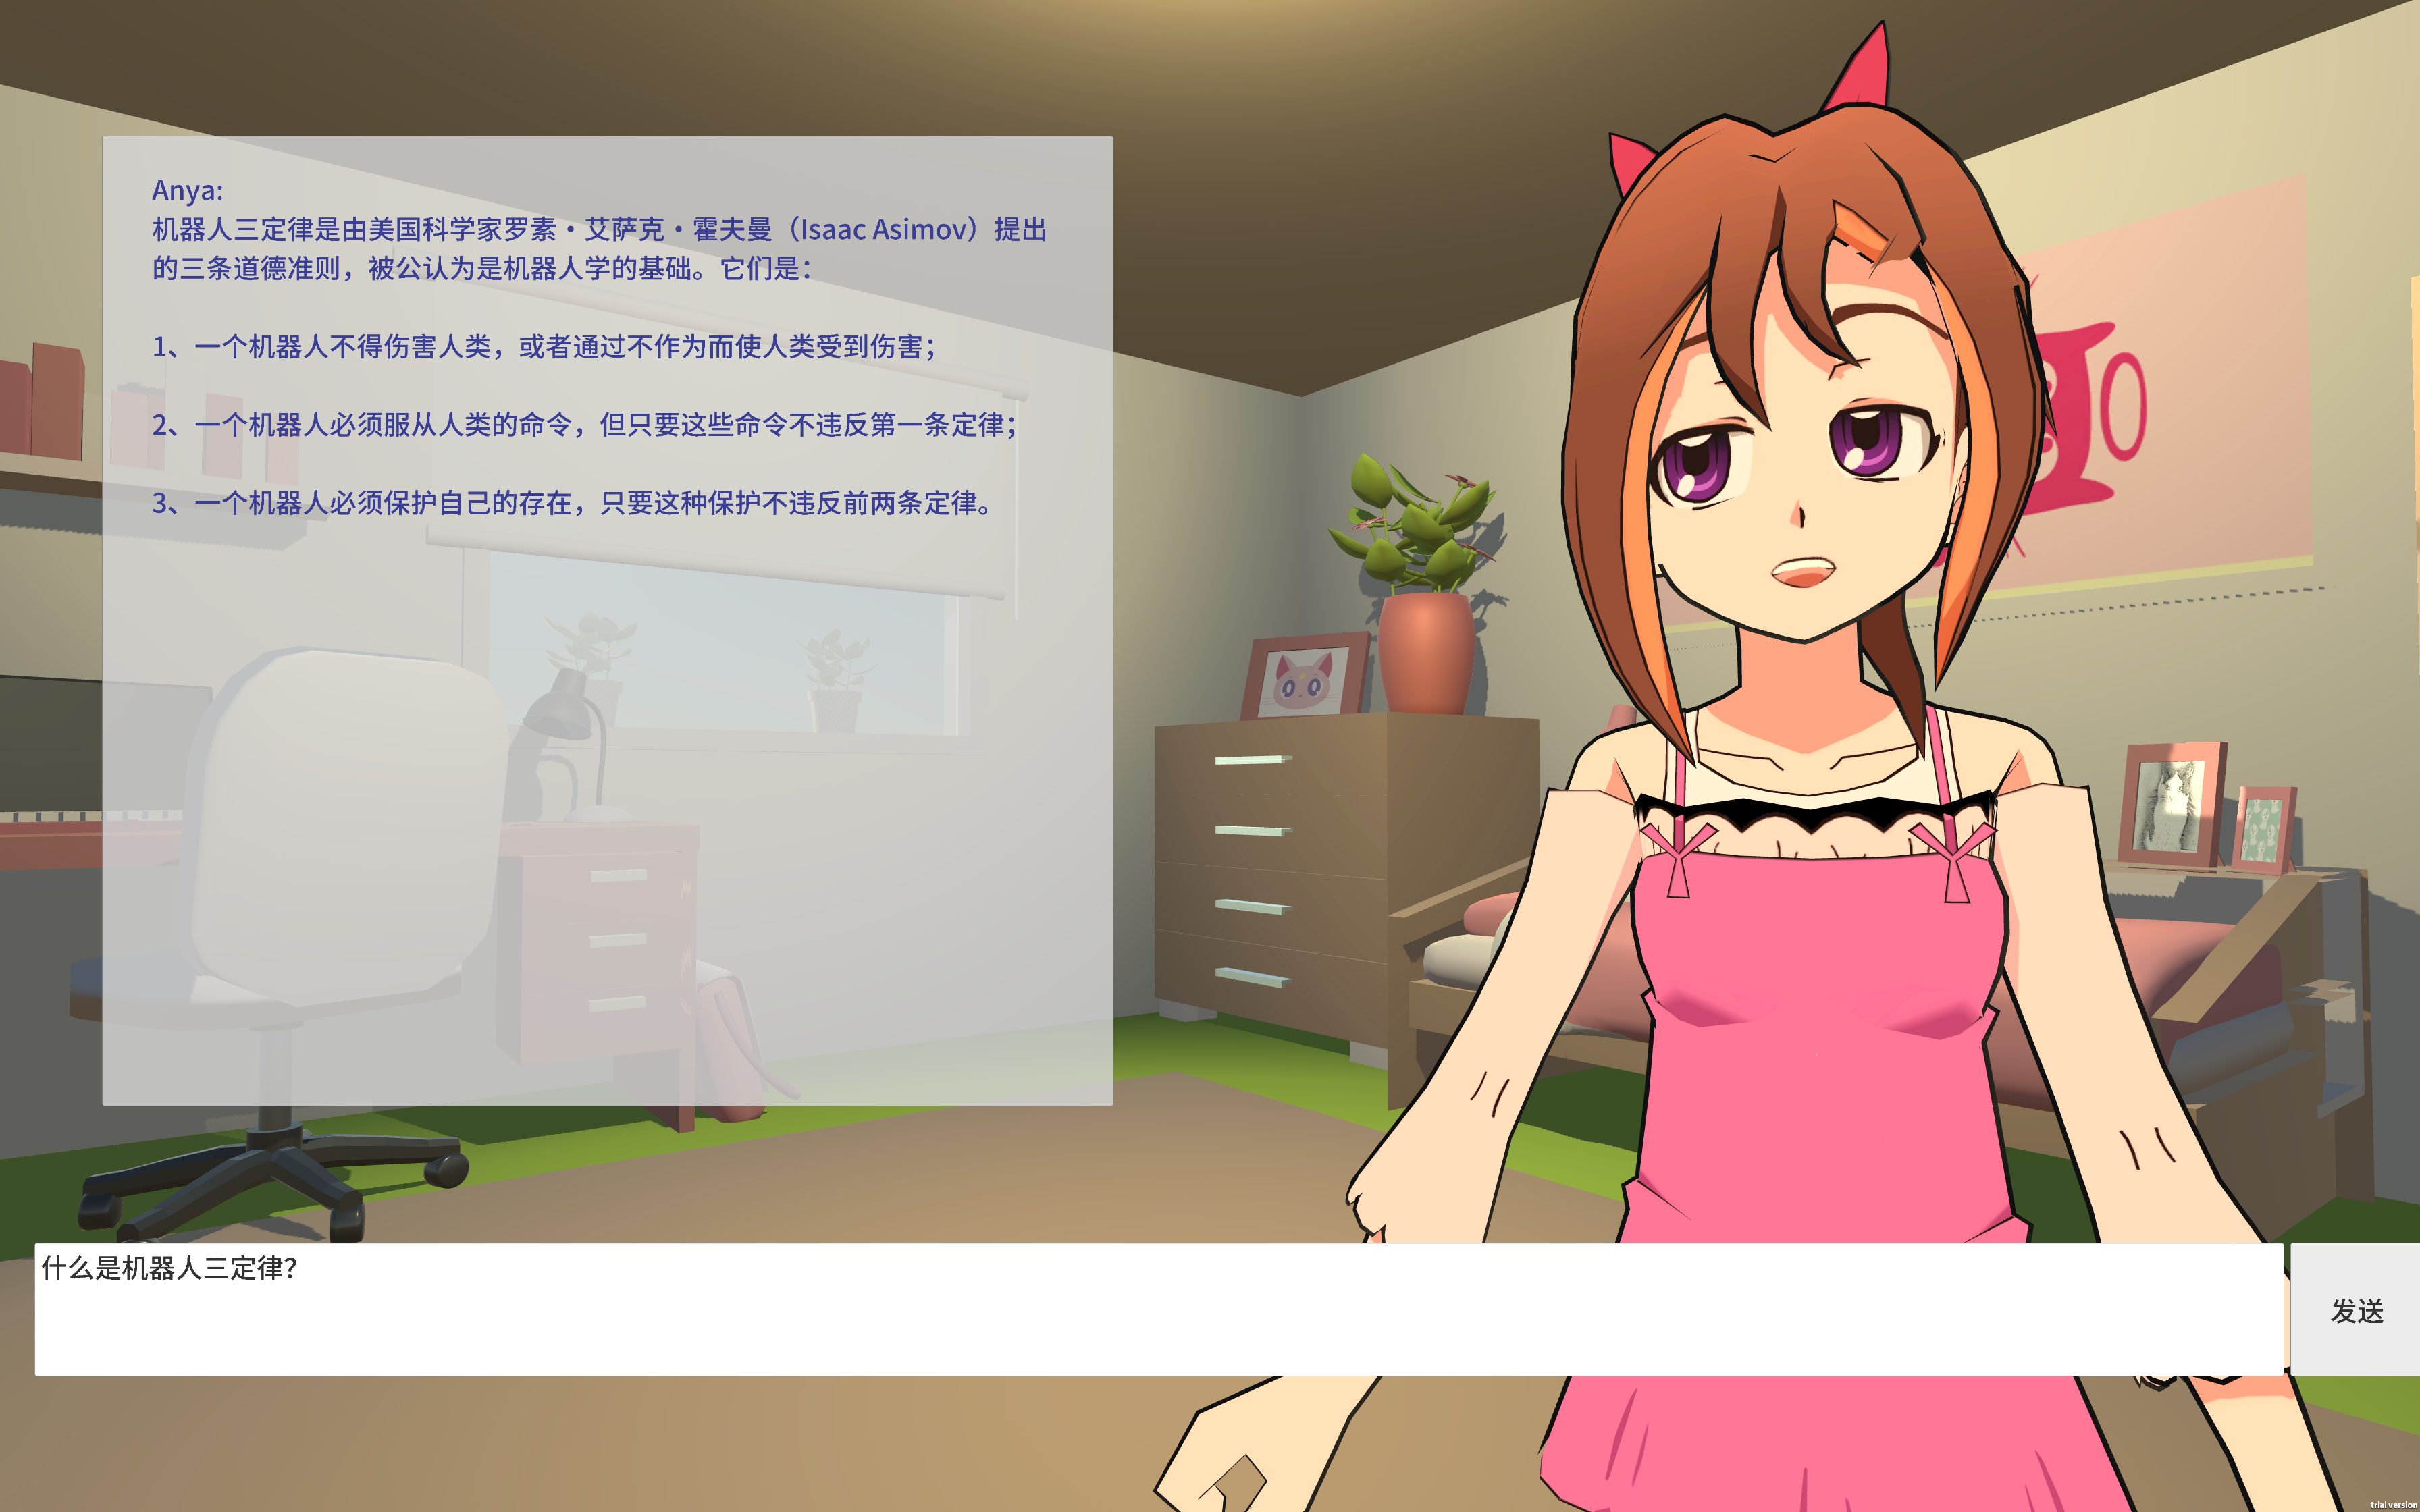 Anya:
机器人三定律是由美国科学家罗素·艾萨克·霍夫曼（Isaac Asimov）提出
的三条道德准则，被公认为是机器人学的基础。它们是：
1、一个机器人不得伤害人类，或者通过不作为而使人类受到伤害；
2、一个机器人必须服从人类的命令，但只要这些命令不违反第一条定律；
3、一个机器人必须保护自己的存在，只要这种保护不违反前两条定律。
什么是机器人三定律？
发送
trial version